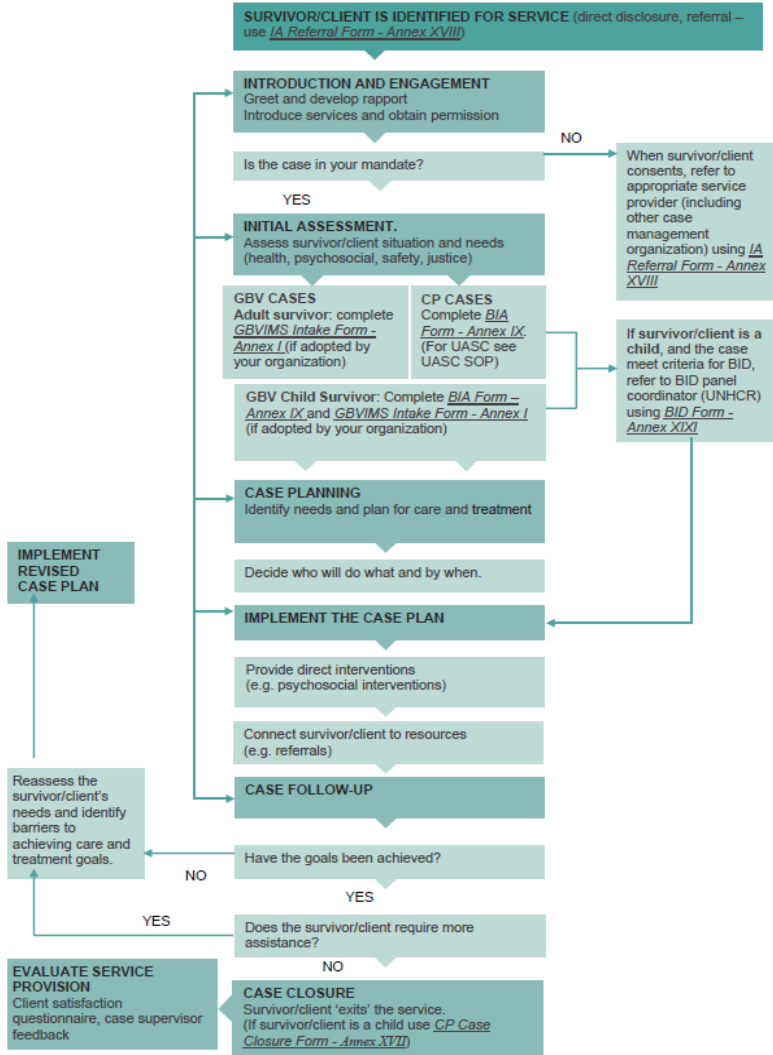 SURVIVOR/CLIENT IS IDENTIFIED FOR SERVICE (direct disclosure, referral –
use IA Referral Form - Annex XVIII)
INTRODUCTION AND ENGAGEMENT
Greet and develop rapport
Introduce services and obtain permission
Is the case in your mandate?
NO
When survivor/client
consents, refer to
appropriate service
provider (including
other case
management
organization) using IA
Referral Form - Annex
XVIII
YES
INITIAL ASSESSMENT.
Assess survivor/client situation and needs
(health, psychosocial, safety, justice)
GBV CASES
Adult survivor: complete
GBVIMS Intake Form -
Annex I (if adopted by
your organization)
CP CASES
Complete BIA
Form - Annex IX.
(For UASC see
UASC SOP)
If survivor/client is a
child, and the case
meet criteria for BID,
refer to BID panel
coordinator (UNHCR)
using BID Form -
Annex XIXI
GBV Child Survivor: Complete BIA Form –
Annex IX and GBVIMS Intake Form - Annex I
(if adopted by your organization)
CASE PLANNING
Identify needs and plan for care and treatment
Decide who will do what and by when.
IMPLEMENT
REVISED
CASE PLAN
IMPLEMENT THE CASE PLAN
Provide direct interventions
(e.g. psychosocial interventions)
Connect survivor/client to resources
(e.g. referrals)
CASE FOLLOW-UP
Reassess the
survivor/client's
needs and identify
barriers to
achieving care and
treatment goals.
Have the goals been achieved?
NO
YES
YES
Does the survivor/client require more
assistance?
NO
EVALUATE SERVICE
PROVISION
Client satisfaction
questionnaire, case supervisor
feedback
CASE CLOSURE
Survivor/client ‘exits’ the service.
(If survivor/client is a child use CP Case
Closure Form - Annex XVII)